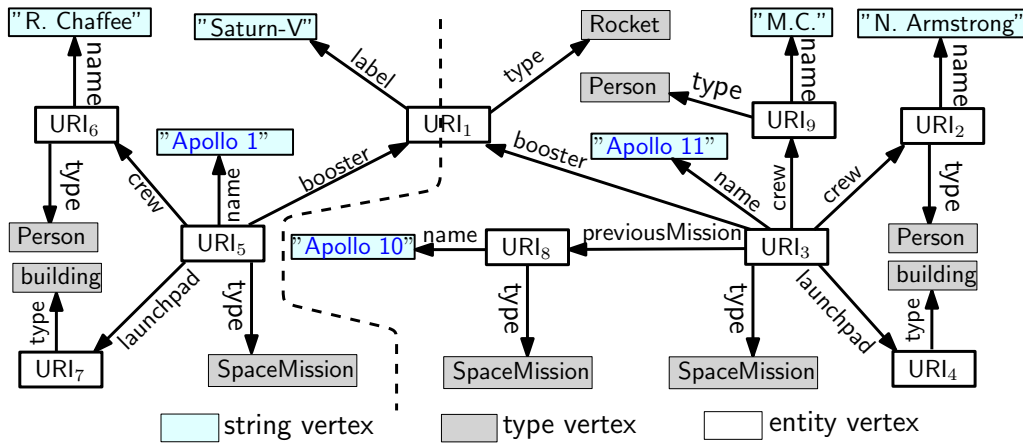 "R. Chaffee"
"Saturn-V"
Rocket
"M.C."
"N. Armstrong"
name
label
type
Person
type
name
name
URI₆
URI₁
URI₉
URI₂
"Apollo 1"
booster
booster
"Apollo 11"
type
crew
name
name
crew
crew
type
Person
URI₅
"Apollo 10"
name
URI₈
previousMission
URI₃
Person
building
building
type
launchpad
type
type
type
launchpad
type
URI₇
SpaceMission
SpaceMission
SpaceMission
URI₄
string vertex
type vertex
entity vertex